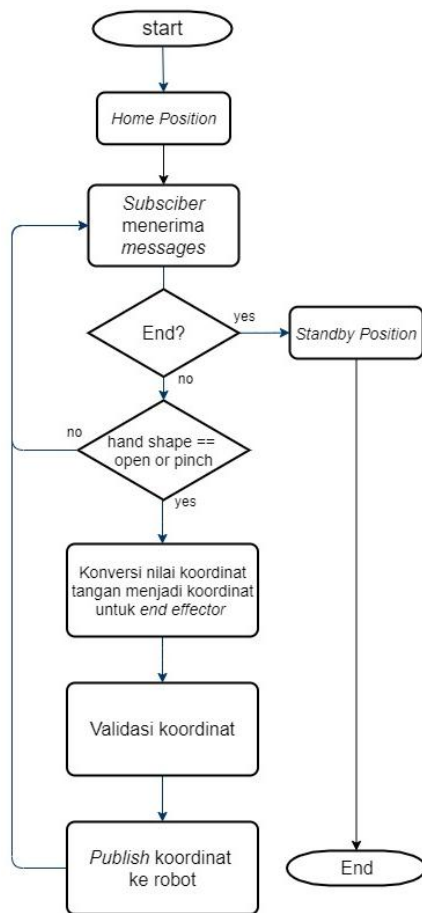 start
Home Position
Subsciber
menerima
messages
End?
yes
Standby Position
no
no
hand shape ==
open or pinch
yes
Konversi nilai koordinat
tangan menjadi koordinat
untuk end effector
Validasi koordinat
Publish koordinat
ke robot
End